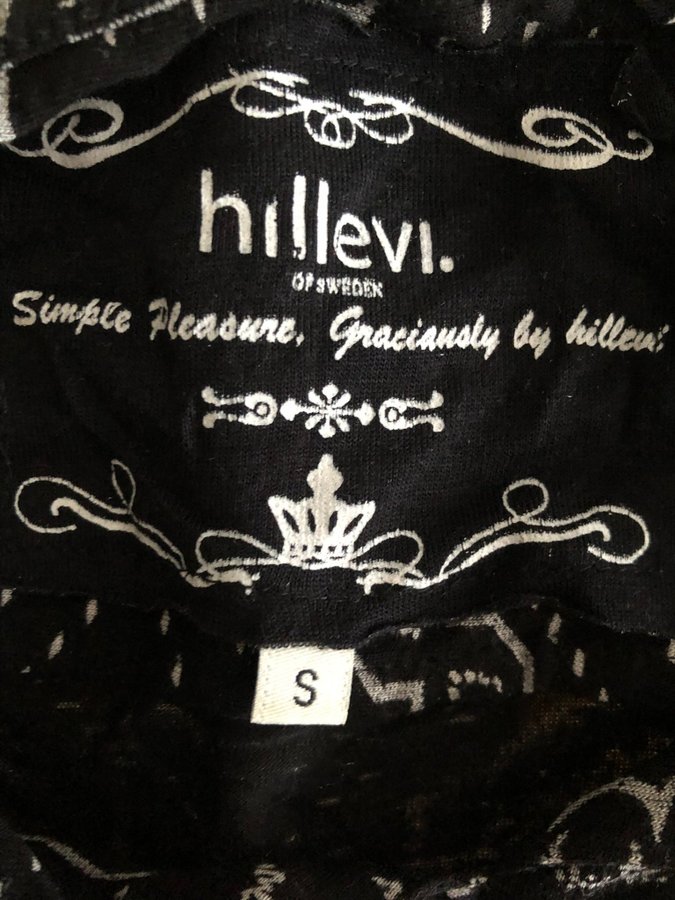 hillevi.
OF SWEDEN
Simple Pleasure, Graciously by hillevi
S